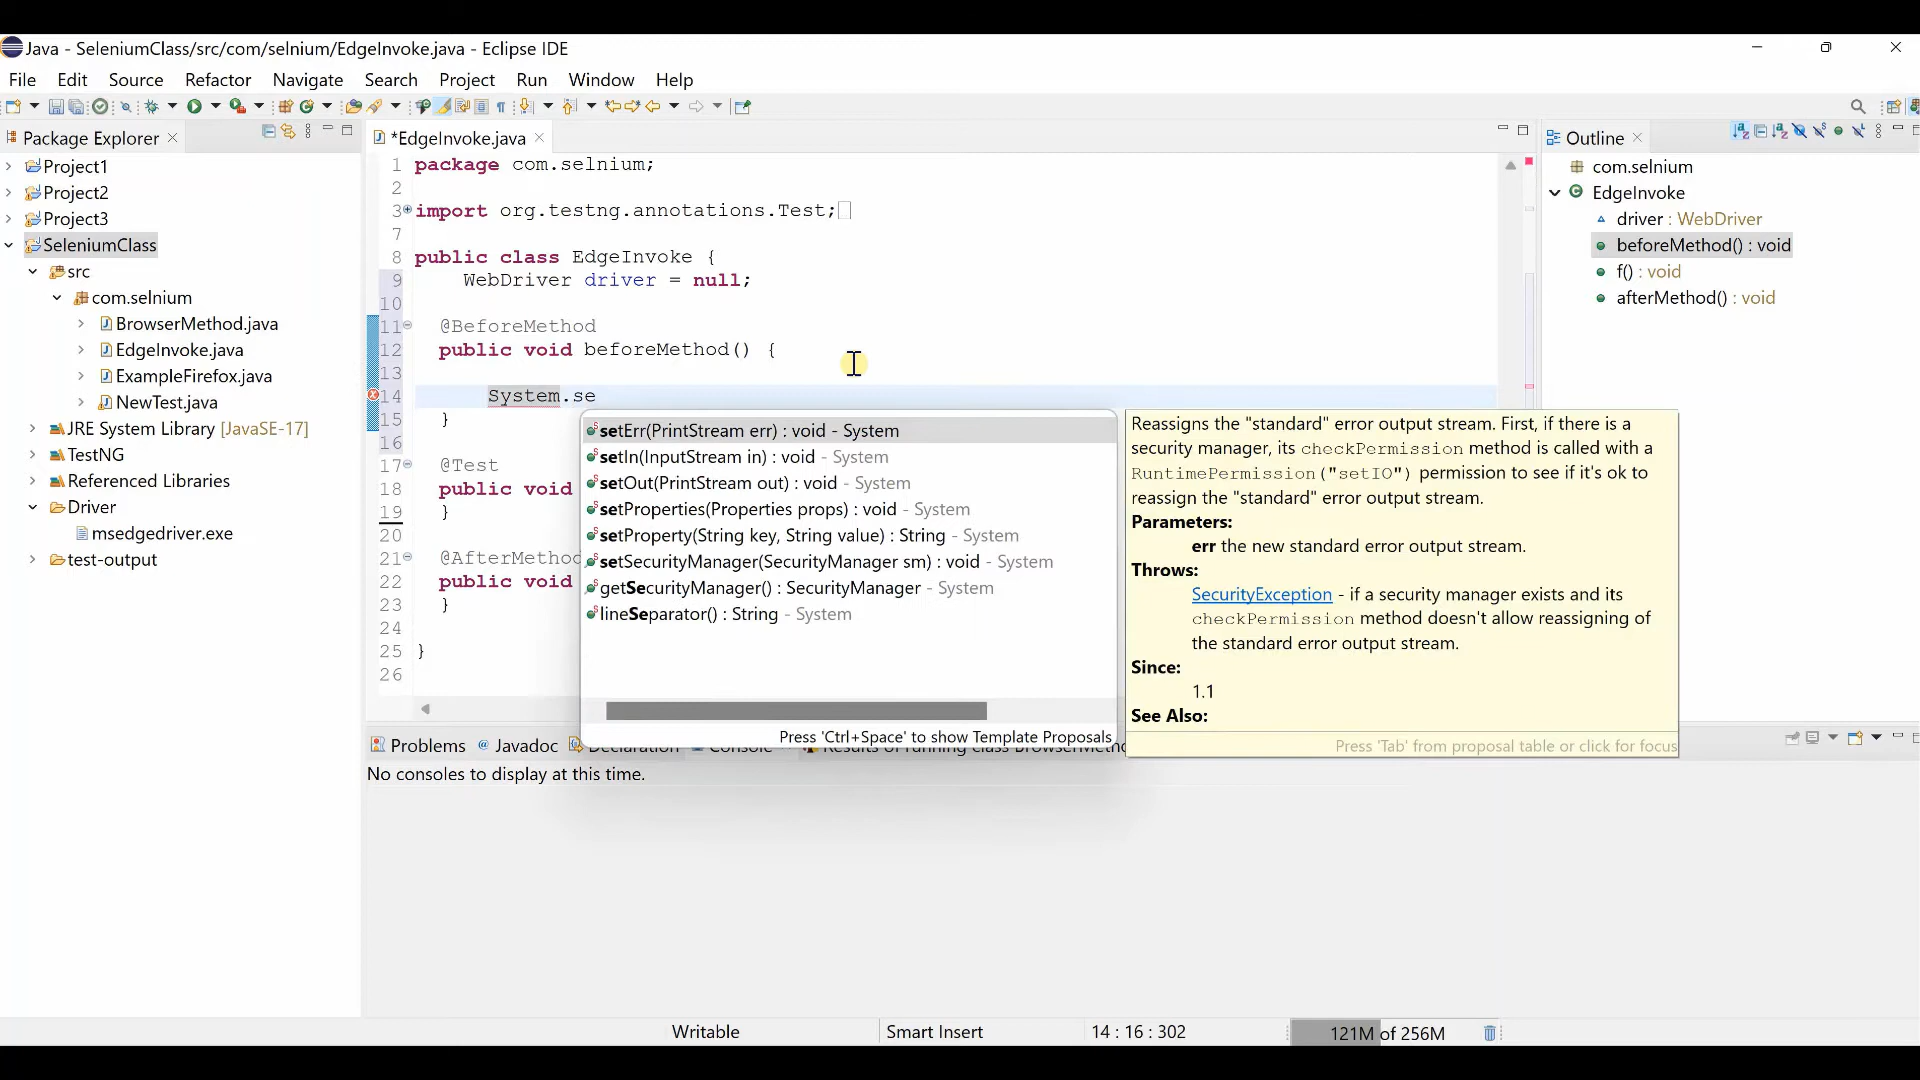 Java - SeleniumClass/src/com/selnium/EdgeInvoke.java - Eclipse IDE
File Edit Source Refactor Navigate Search Project Run Window Help
Package Explorer
Project1
Project2
Project3
SeleniumClass
src
com.selnium
BrowserMethod.java
EdgeInvoke.java
ExampleFirefox.java
NewTest.java
JRE System Library [JavaSE-17]
TestNG
Referenced Libraries
Driver
msedgedriver.exe
test-output
*EdgeInvoke.java
1 package com.selnium;
2
3 import org.testng.annotations.Test;
7
8 public class EdgeInvoke {
9 WebDriver driver = null;
10
11 @BeforeMethod
12 public void beforeMethod() {
13
14 System.se
15 }
16
17 @Test
18 public void
19 }
20
21 @AfterMethod
22 public void
23 }
24
25 }
26
setErr(PrintStream err) : void - System
setIn(InputStream in) : void - System
setOut(PrintStream out) : void - System
setProperties(Properties props) : void - System
setProperty(String key, String value) : String - System
setSecurityManager(SecurityManager sm) : void - System
getSecurityManager() : SecurityManager - System
lineSeparator() : String - System
Press 'Ctrl+Space' to show Template Proposals
Reassigns the "standard" error output stream. First, if there is a
security manager, its checkPermission method is called with a
RuntimePermission("setIO") permission to see if it's ok to
reassign the "standard" error output stream.
Parameters:
err the new standard error output stream.
Throws:
SecurityException - if a security manager exists and its
checkPermission method doesn't allow reassigning of
the standard error output stream.
Since:
1.1
See Also:
Press 'Tab' from proposal table or click for focus
Outline
com.selnium
EdgeInvoke
driver : WebDriver
beforeMethod() : void
f() : void
afterMethod() : void
Problems Javadoc Declaration Console Results of running class BrowserMetho
No consoles to display at this time.
Writable Smart Insert 14 : 16 : 302 121M of 256M